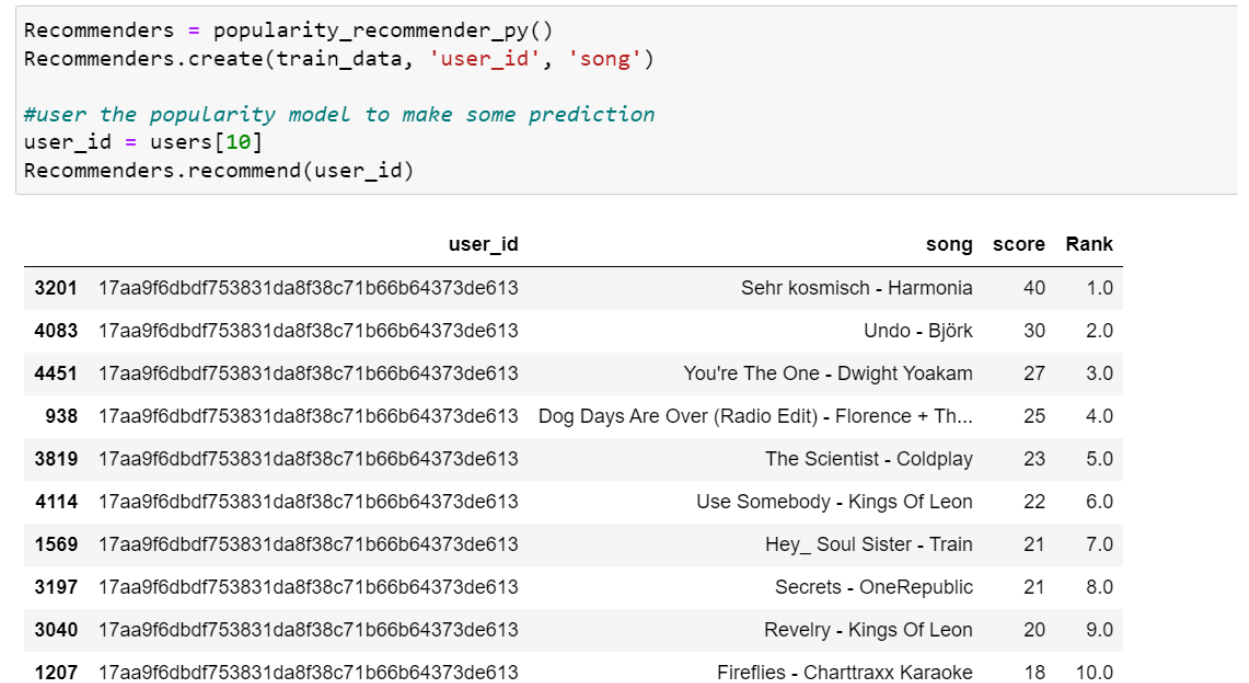 Recommenders = popularity_recommender_py()
Recommenders.create(train_data, 'user_id', 'song')
#user the popularity model to make some prediction
user_id = users[10]
Recommenders.recommend(user_id)
user_id song score Rank
3201 17aa9f6dbdf753831da8f38c71b66b64373de613 Sehr kosmisch - Harmonia 40 1.0
4083 17aa9f6dbdf753831da8f38c71b66b64373de613 Undo - Björk 30 2.0
4451 17aa9f6dbdf753831da8f38c71b66b64373de613 You're The One - Dwight Yoakam 27 3.0
938 17aa9f6dbdf753831da8f38c71b66b64373de613 Dog Days Are Over (Radio Edit) - Florence + Th... 25 4.0
3819 17aa9f6dbdf753831da8f38c71b66b64373de613 The Scientist - Coldplay 23 5.0
4114 17aa9f6dbdf753831da8f38c71b66b64373de613 Use Somebody - Kings Of Leon 22 6.0
1569 17aa9f6dbdf753831da8f38c71b66b64373de613 Hey_ Soul Sister - Train 21 7.0
3197 17aa9f6dbdf753831da8f38c71b66b64373de613 Secrets - OneRepublic 21 8.0
3040 17aa9f6dbdf753831da8f38c71b66b64373de613 Revelry - Kings Of Leon 20 9.0
1207 17aa9f6dbdf753831da8f38c71b66b64373de613 Fireflies - Charttraxx Karaoke 18 10.0